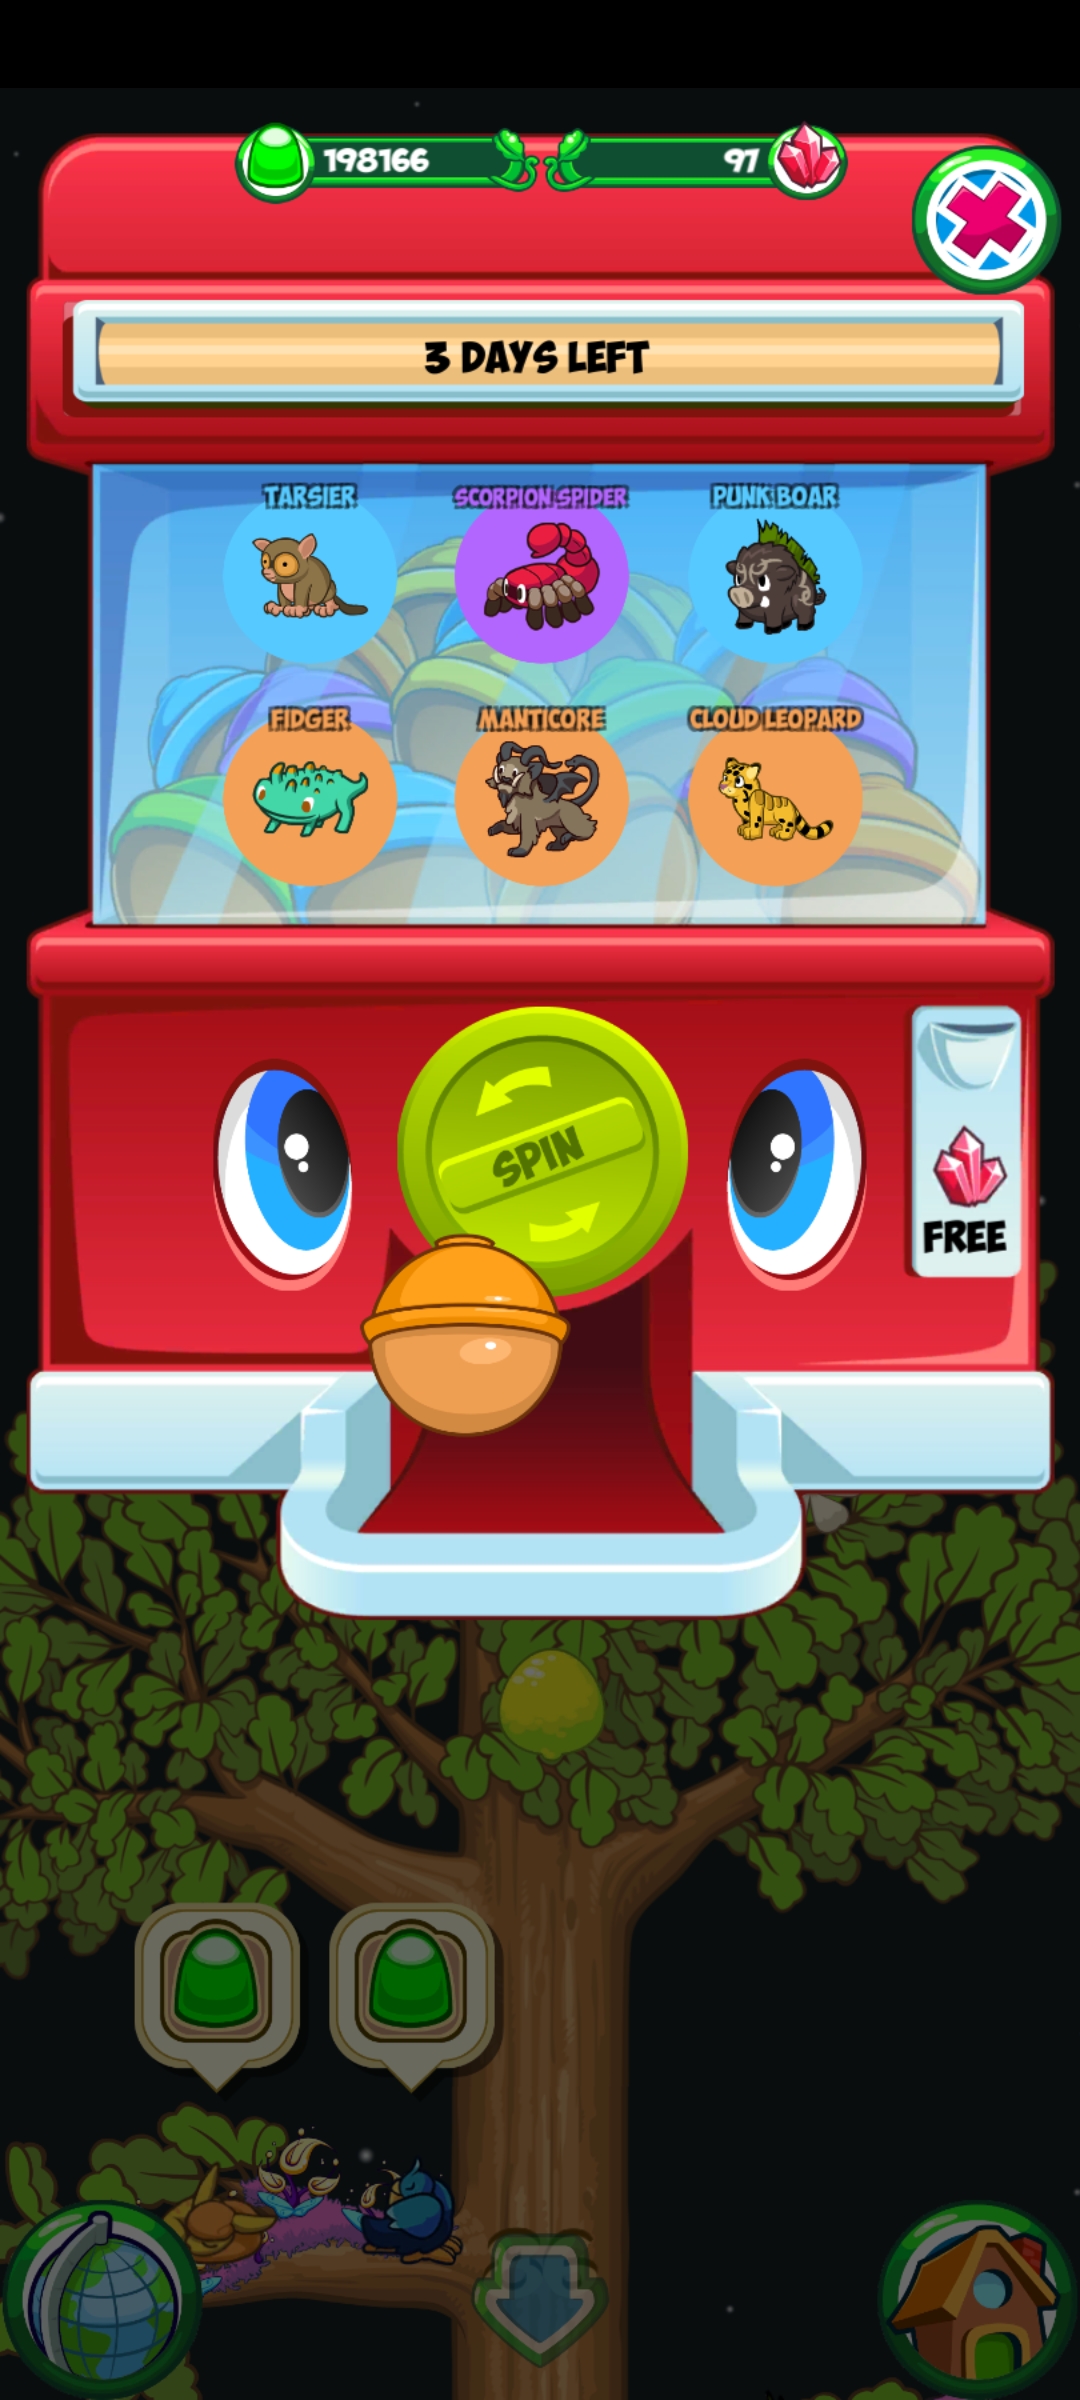 198166
97
3 DAYS LEFT
TARSIER
SCORPION SPIDER
PUNK BOAR
FIDGER
MANTICORE
CLOUD LEOPARD
SPIN
FREE